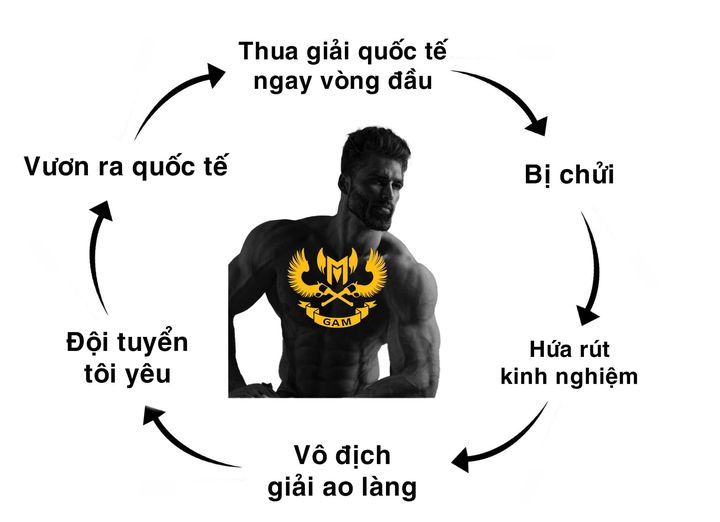 Thua giải quốc tế
ngay vòng đầu
Bị chửi
Hứa rút
kinh nghiệm
Vô địch
giải ao làng
Đội tuyển
tôi yêu
Vươn ra quốc tế
GAM